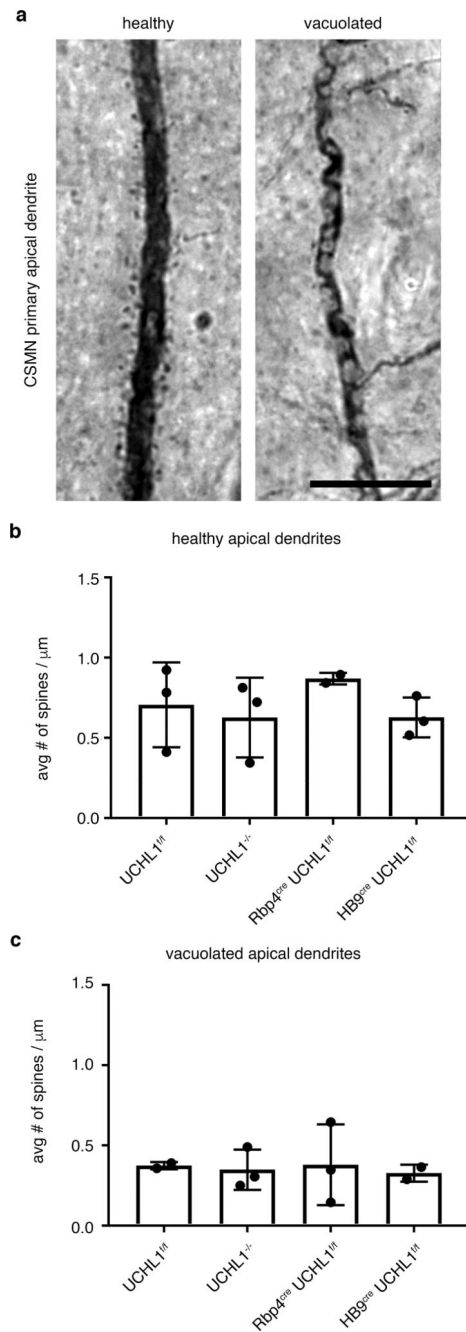 a
healthy
vacuolated
CSMN primary apical dendrite
b
healthy apical dendrites
avg # of spines / μm
1.5
1.0
0.5
0.0
UCHL1f/f
UCHL1-/-
Rbp4cre UCHL1f/f
HB9cre UCHL1f/f
c
vacuolated apical dendrites
avg # of spines / μm
1.5
1.0
0.5
0.0
UCHL1f/f
UCHL1-/-
Rbp4cre UCHL1f/f
HB9cre UCHL1f/f